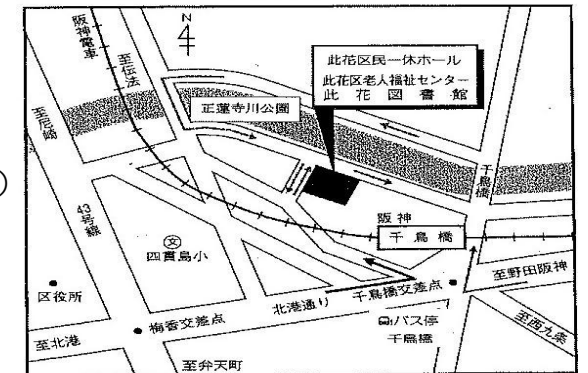 阪神電車
至伝法
N
至尼崎
正蓮寺川公園
此花区民一休ホール
此花区老人福祉センター
此花図書館
千鳥橋
43号線
文
四貫島小
阪神
千鳥橋
至野田阪神
区役所
北港通り
千鳥橋交差点
梅香交差点
バス停
千鳥橋
至西九条
至北港
至弁天町